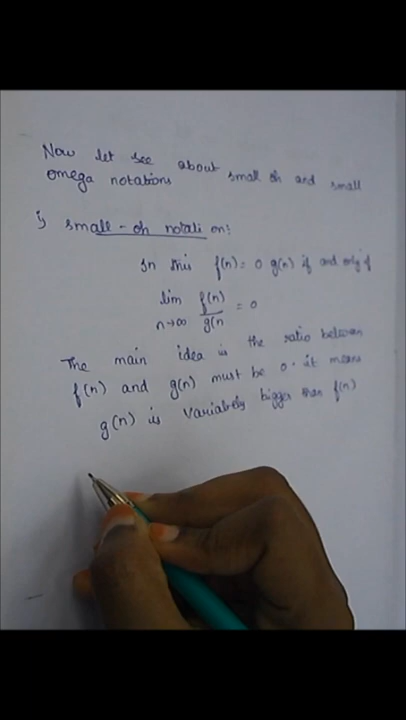 Now let see about small oh and small
omega notations
i) small-oh notation:
In this f(n)= o g(n) if and only if
lim f(n)/g(n = 0
n→∞
The main idea is the ratio between
f(n) and g(n) must be 0. it means
g(n) is variabely bigger than f(n)